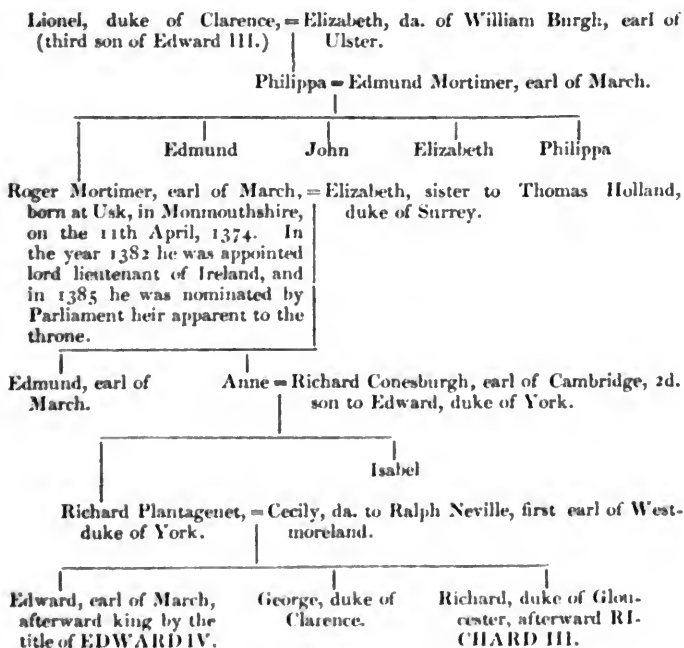 Lionel, duke of Clarence, = Elizabeth, da. of William Burgh, earl of
(third son of Edward III.) Ulster.
Philippa = Edmund Mortimer, earl of March.
Edmund John Elizabeth Philippa
Roger Mortimer, earl of March, = Elizabeth, sister to Thomas Holland,
born at Usk, in Monmouthshire, duke of Surrey.
on the 11th April, 1374. In
the year 1382 he was appointed
lord lieutenant of Ireland, and
in 1385 he was nominated by
Parliament heir apparent to the
throne.
Edmund, earl of Anne = Richard Conesburgh, earl of Cambridge, 2d.
March. son to Edward, duke of York.
Isabel
Richard Plantagenet, = Cecily, da. to Ralph Neville, first earl of West-
duke of York. moreland.
Edward, earl of March, George, duke of Richard, duke of Glou-
afterward king by the Clarence. cester, afterward RI-
title of EDWARD IV. CHARD III.